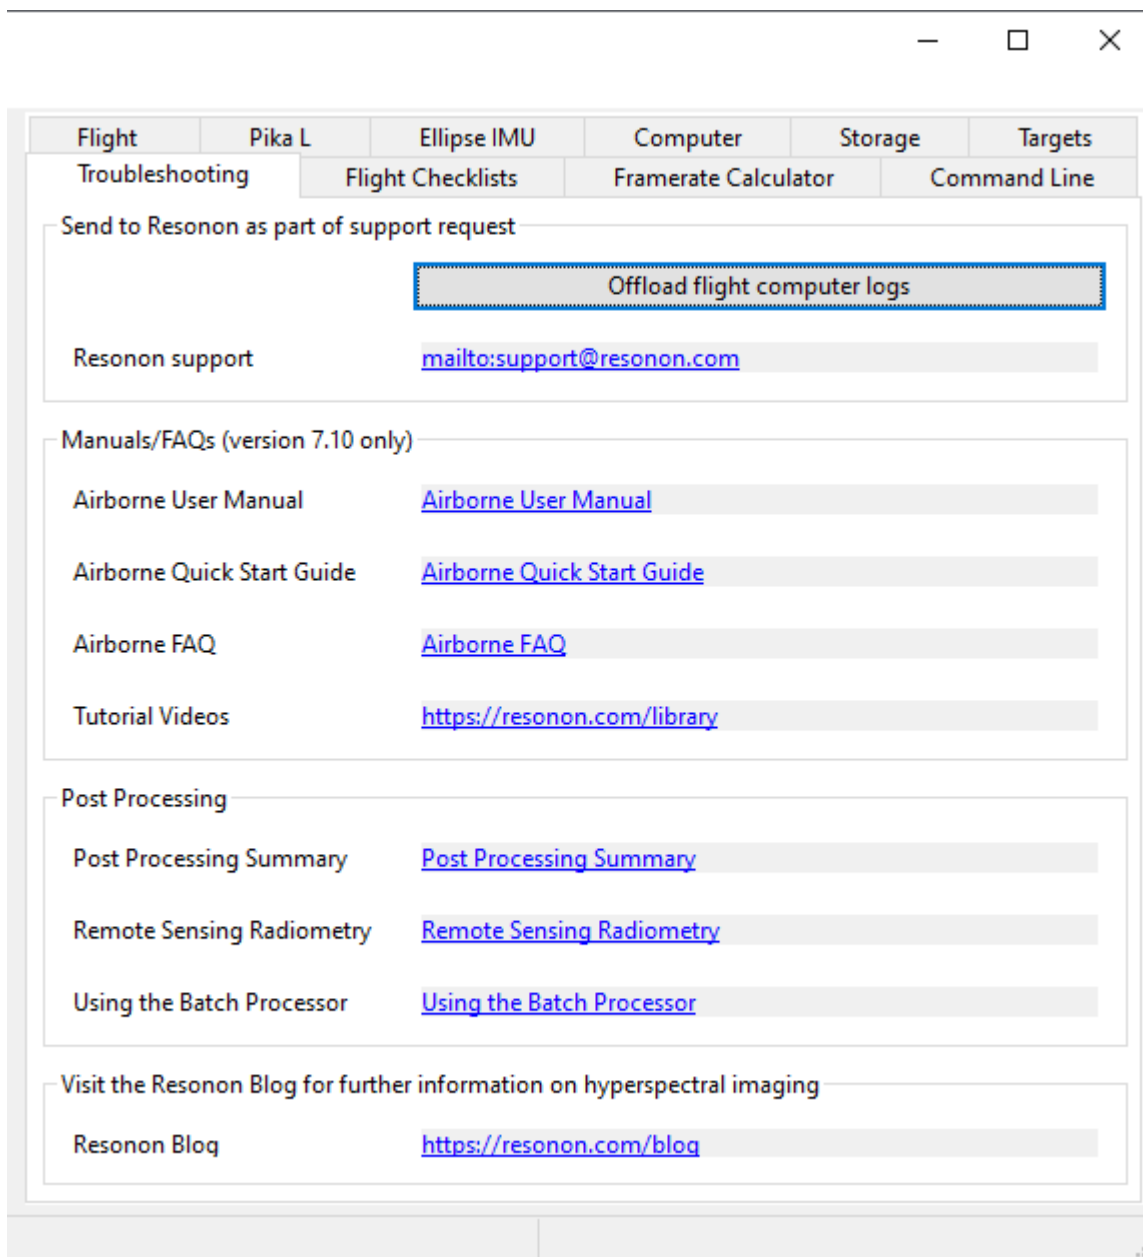 Flight Pika L Ellipse IMU Computer Storage Targets
Troubleshooting Flight Checklists Framerate Calculator Command Line
Send to Resonon as part of support request
Offload flight computer logs
Resonon support mailto:support@resonon.com
Manuals/FAQs (version 7.10 only)
Airborne User Manual Airborne User Manual
Airborne Quick Start Guide Airborne Quick Start Guide
Airborne FAQ Airborne FAQ
Tutorial Videos https://resonon.com/library
Post Processing
Post Processing Summary Post Processing Summary
Remote Sensing Radiometry Remote Sensing Radiometry
Using the Batch Processor Using the Batch Processor
Visit the Resonon Blog for further information on hyperspectral imaging
Resonon Blog https://resonon.com/blog